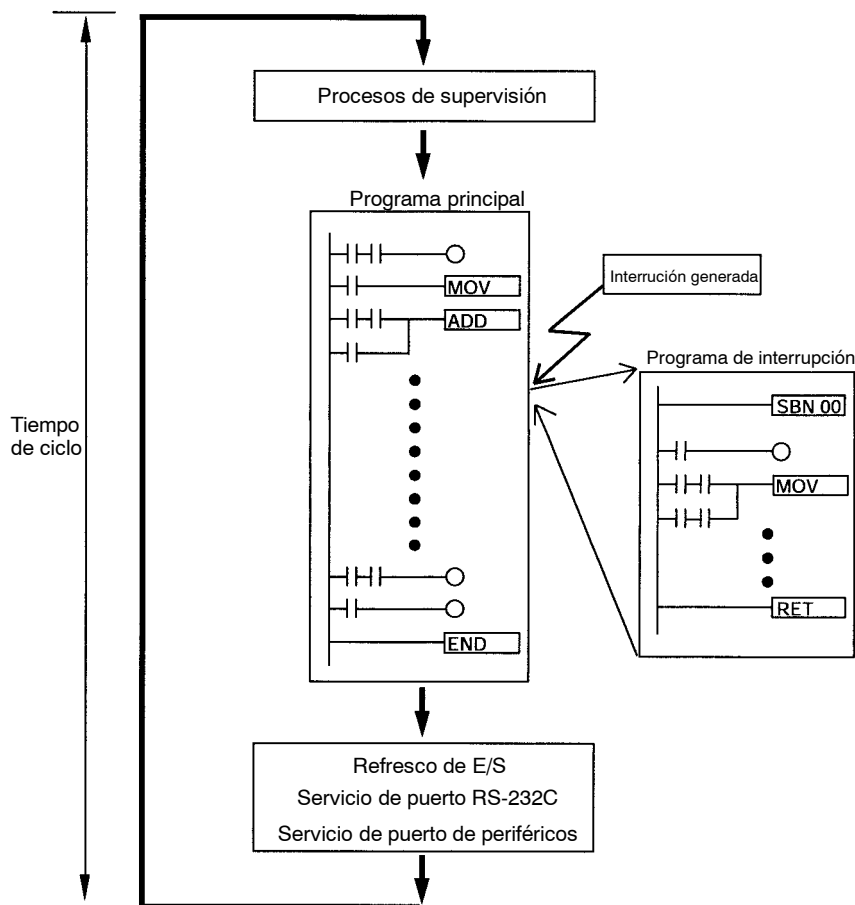 Procesos de supervisión
Programa principal
MOV
ADD
END
Interrución generada
Programa de interrupción
SBN 00
MOV
RET
Tiempo
de ciclo
Refresco de E/S
Servicio de puerto RS-232C
Servicio de puerto de periféricos